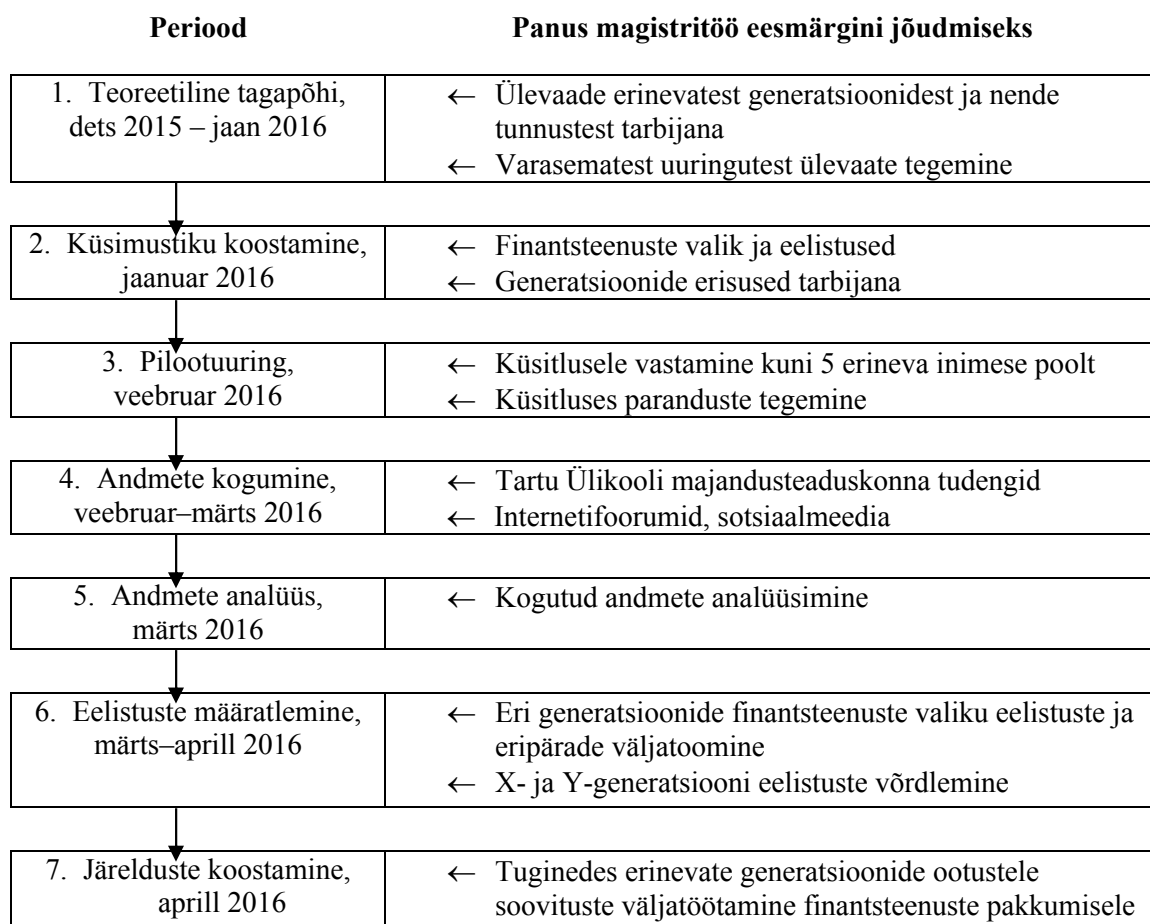 Periood Panus magistritöö eesmärgini jõudmiseks
1. Teoreetiline tagapõhi,
dets 2015 – jaan 2016
← Ülevaade erinevatest generatsioonidest ja nende
tunnustest tarbijana
← Varasematest uuringutest ülevaate tegemine
2. Küsimustiku koostamine,
jaanuar 2016
← Finantsteenuste valik ja eelistused
← Generatsioonide erisused tarbijana
3. Pilootuuring,
veebruar 2016
← Küsitlusele vastamine kuni 5 erineva inimese poolt
← Küsitluses paranduste tegemine
4. Andmete kogumine,
veebruar–märts 2016
← Tartu Ülikooli majandusteaduskonna tudengid
← Internetifoorumid, sotsiaalmeedia
5. Andmete analüüs,
märts 2016
← Kogutud andmete analüüsimine
6. Eelistuste määratlemine,
märts–aprill 2016
← Eri generatsioonide finantsteenuste valiku eelistuste ja
eripärade väljatoomine
← X- ja Y-generatsiooni eelistuste võrdlemine
7. Järelduste koostamine,
aprill 2016
← Tuginedes erinevate generatsioonide ootustele
soovituste väljatöötamine finantsteenuste pakkumisele